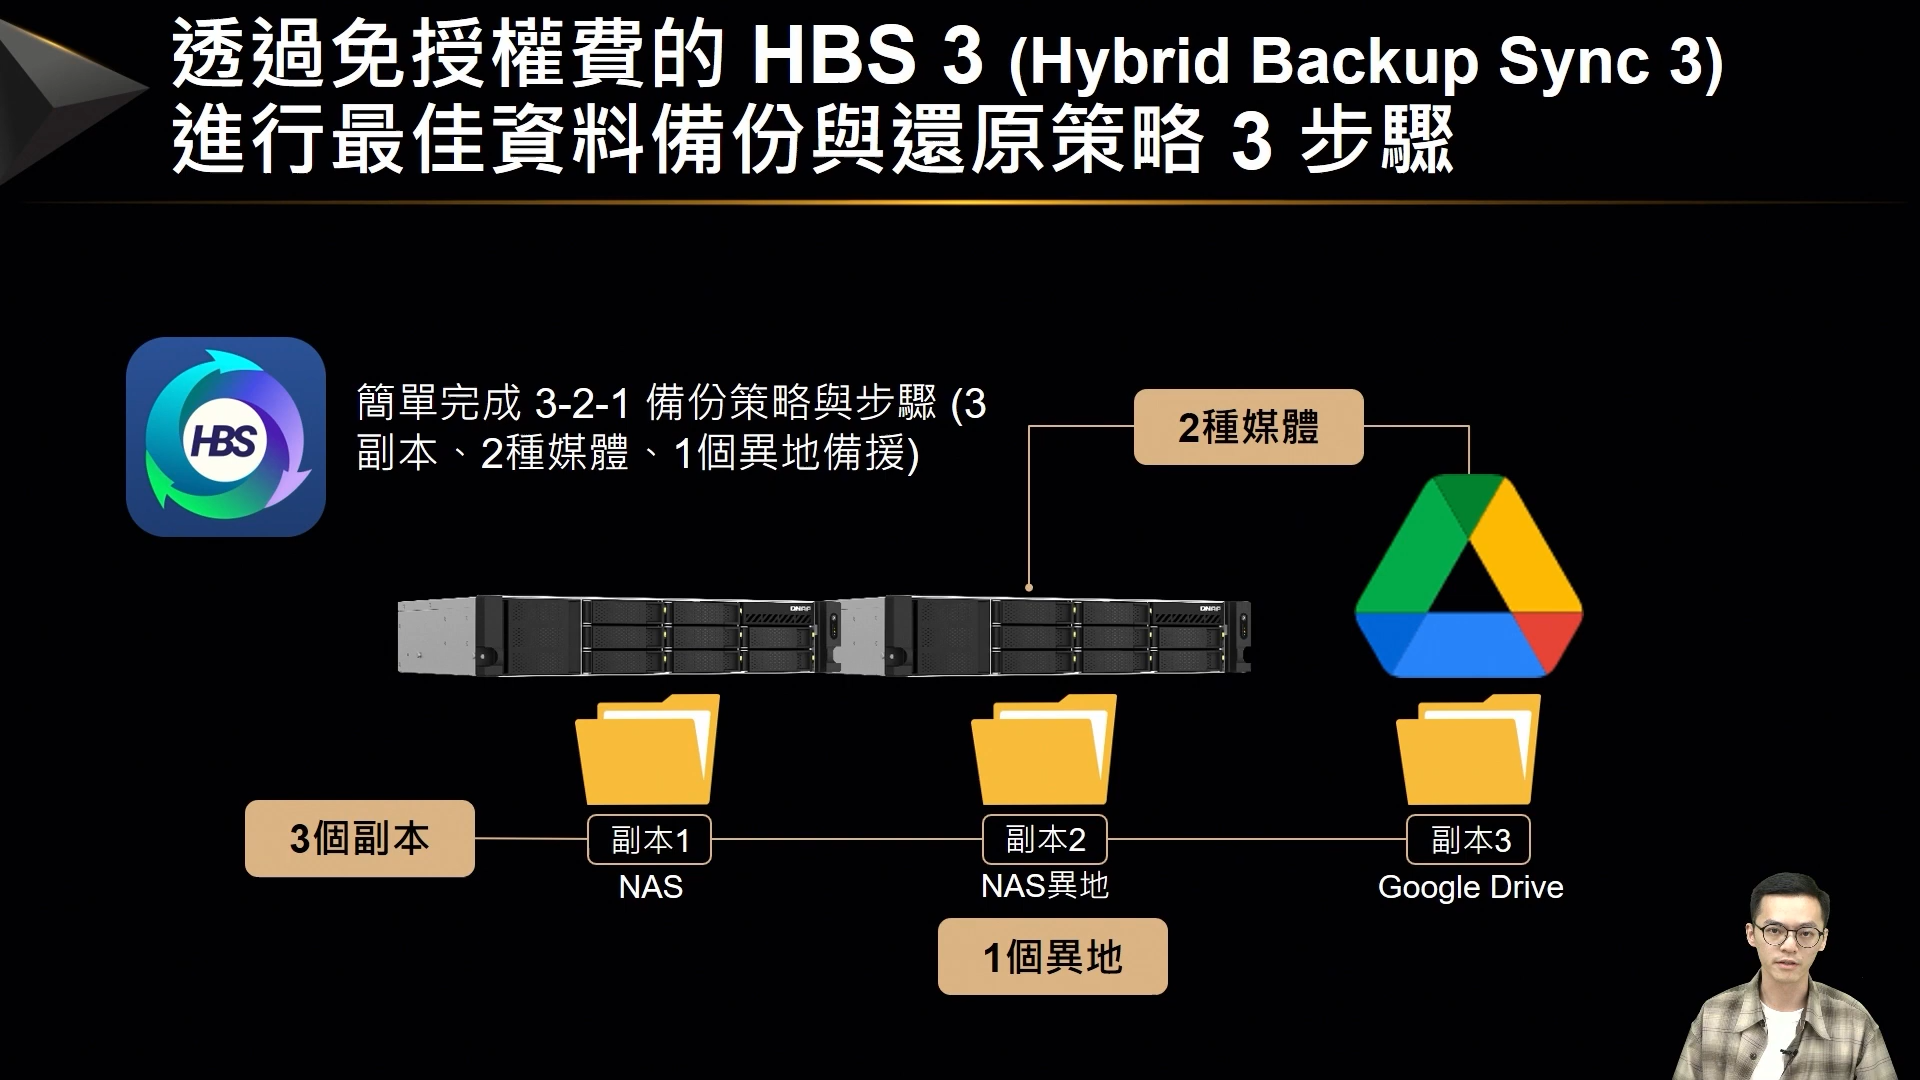 透過免授權費的 HBS 3 (Hybrid Backup Sync 3)
進行最佳資料備份與還原策略 3 步驟
HBS
簡單完成 3-2-1 備份策略與步驟 (3
副本、2種媒體、1個異地備援)
2種媒體
QNAP
QNAP
3個副本
副本1
副本2
副本3
NAS
NAS異地
Google Drive
1個異地